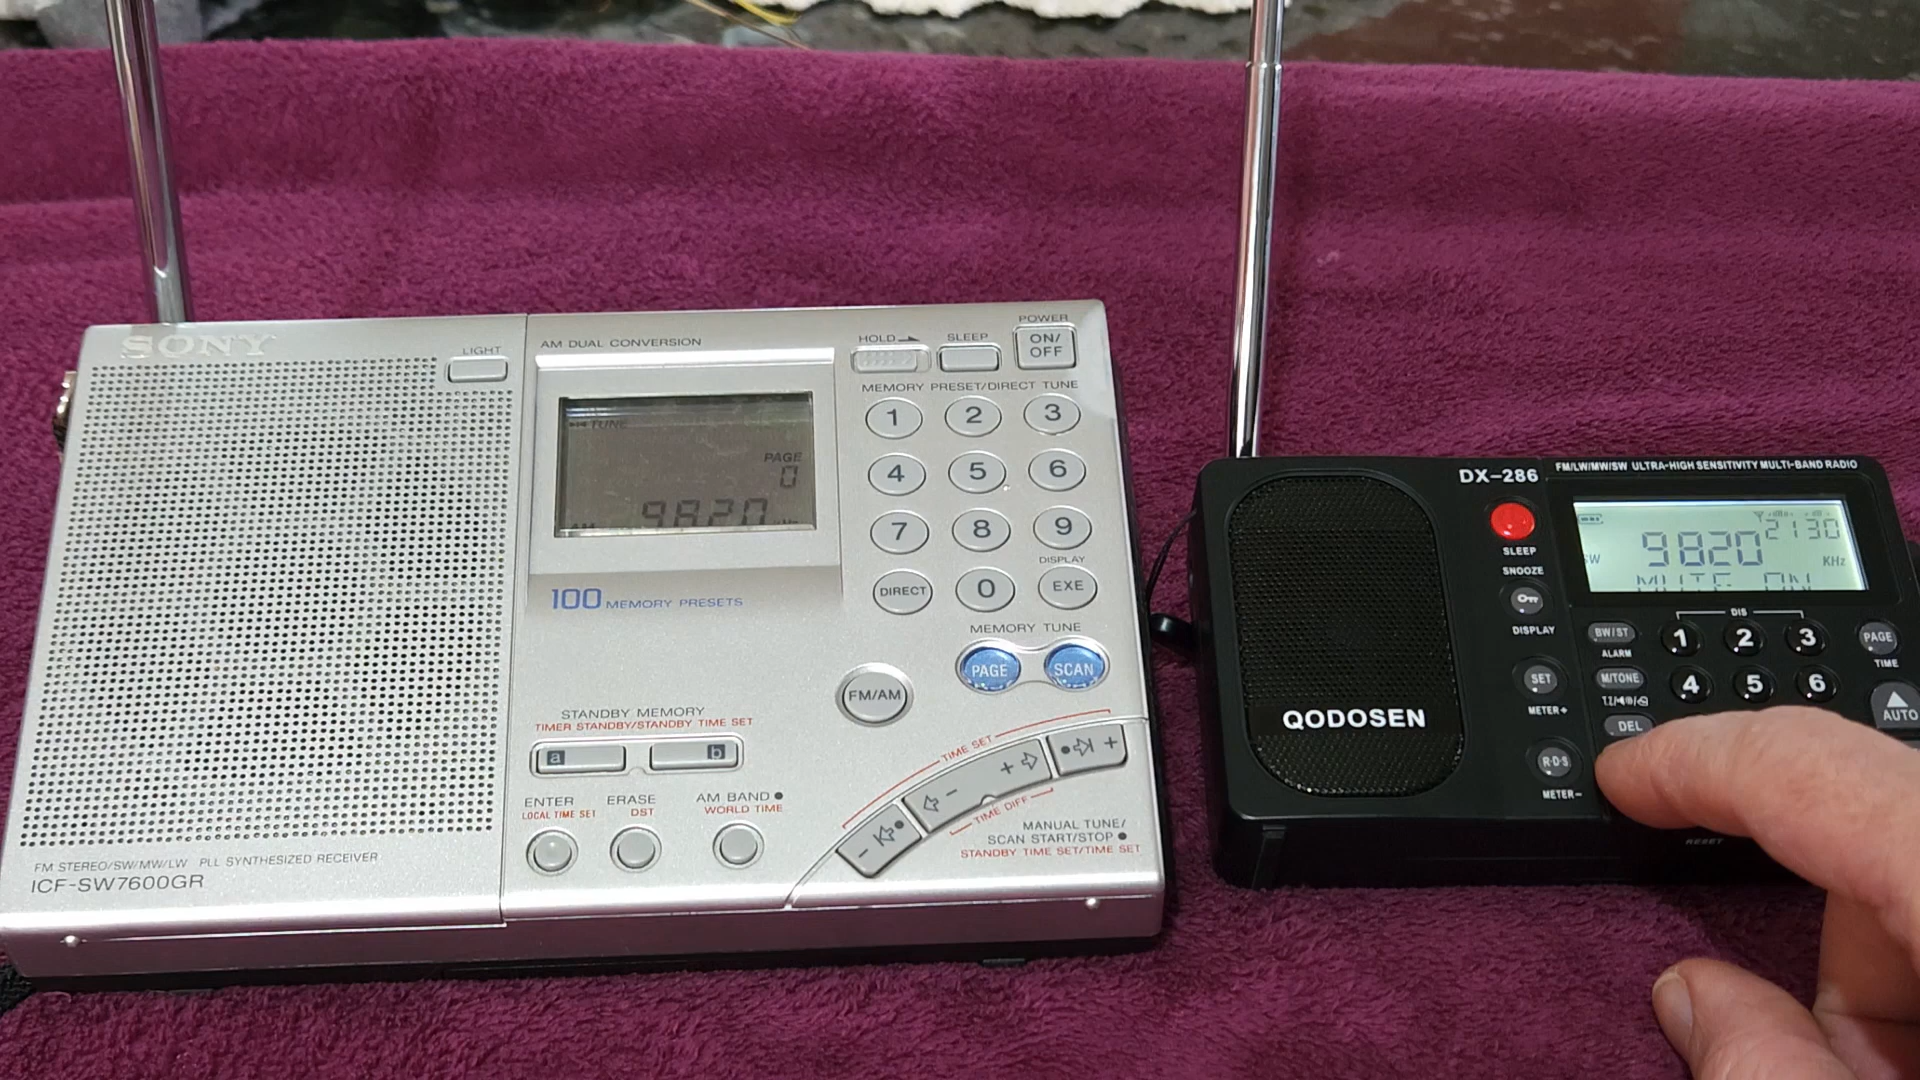 SONY
LIGHT
AM DUAL CONVERSION
HOLD
SLEEP
POWER
ON/
OFF
MEMORY PRESET/DIRECT TUNE
1
2
3
4
5
6
7
8
9
DISPLAY
DIRECT
0
EXE
TUNE
PAGE
0
AM
9820
100 MEMORY PRESETS
MEMORY TUNE
PAGE
SCAN
FM/AM
STANDBY MEMORY
TIMER STANDBY/STANDBY TIME SET
a
b
ENTER
LOCAL TIME SET
ERASE
DST
AM BAND ●
WORLD TIME
TIME SET
+
+
−
−
TIME DIFF
MANUAL TUNE/
SCAN START/STOP ●
STANDBY TIME SET/TIME SET
FM STEREO/SW/MW/LW PLL SYNTHESIZED RECEIVER
ICF-SW7600GR
DX-286
FM/LW/MW/SW ULTRA-HIGH SENSITIVITY MULTI-BAND RADIO
SLEEP
SNOOZE
DISPLAY
SET
METER+
R·D·S
METER-
SW
9820
2130
KHz
MUTE ON
DIS
BW/ST
ALARM
M/TONE
DEL
1
2
3
4
5
6
PAGE
TIME
AUTO
RESET
QODOSEN